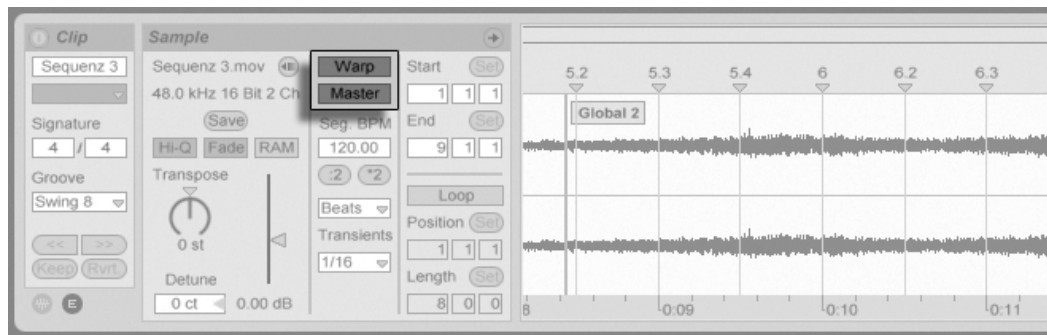 Clip
Sequenz 3
Signature
4 / 4
Groove
Swing 8
<< >>
Keep Rvrt.
E
Sample
Sequenz 3.mov
48.0 kHz 16 Bit 2 Ch
Save
Hi-Q Fade RAM
Transpose
0 st
Detune
0 ct 0.00 dB
Warp
Master
Seg. BPM
120.00
:2 *2
Beats
Transients
1/16
Start Set
1 1 1
End Set
9 1 1
Loop
Position Set
1 1 1
Length Set
8 0 0
5.2 5.3 5.4 6 6.2 6.3
Global 2
8 0:09 0:10 0:11